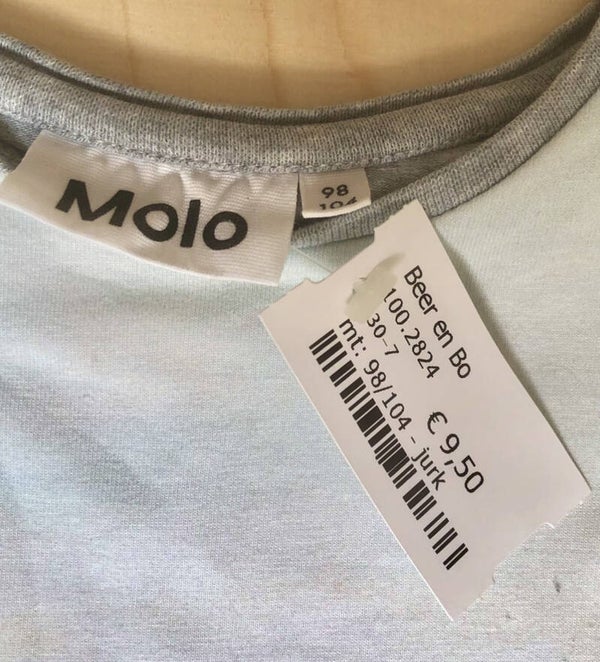 Molo
98
104
Beer en Bo
100.2824
30-7 € 9,50
mt: 98/104 - jurk